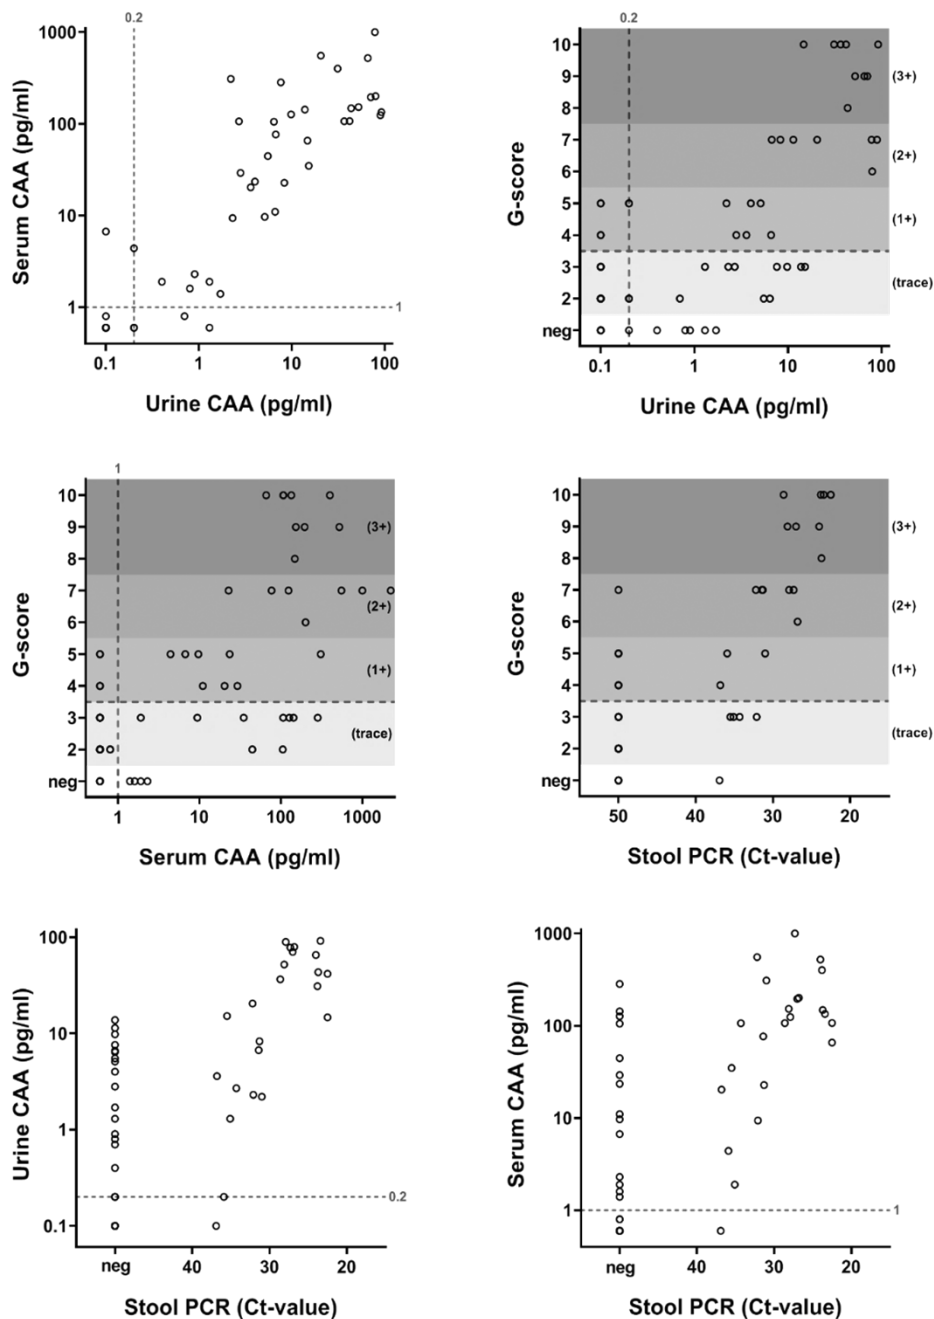 0.2
1000
100
10
1
1
0.1 1 10 100
Serum CAA (pg/ml)
Urine CAA (pg/ml)
0.2
10
9
8
7
6
5
4
3
2
neg
(3+)
(2+)
(1+)
(trace)
0.1 1 10 100
G-score
Urine CAA (pg/ml)
1
10
9
8
7
6
5
4
3
2
neg
(3+)
(2+)
(1+)
(trace)
1 10 100 1000
G-score
Serum CAA (pg/ml)
10
9
8
7
6
5
4
3
2
neg
(3+)
(2+)
(1+)
(trace)
50 40 30 20
G-score
Stool PCR (Ct-value)
100
10
1
0.1
0.2
neg 40 30 20
Urine CAA (pg/ml)
Stool PCR (Ct-value)
1000
100
10
1
1
neg 40 30 20
Serum CAA (pg/ml)
Stool PCR (Ct-value)